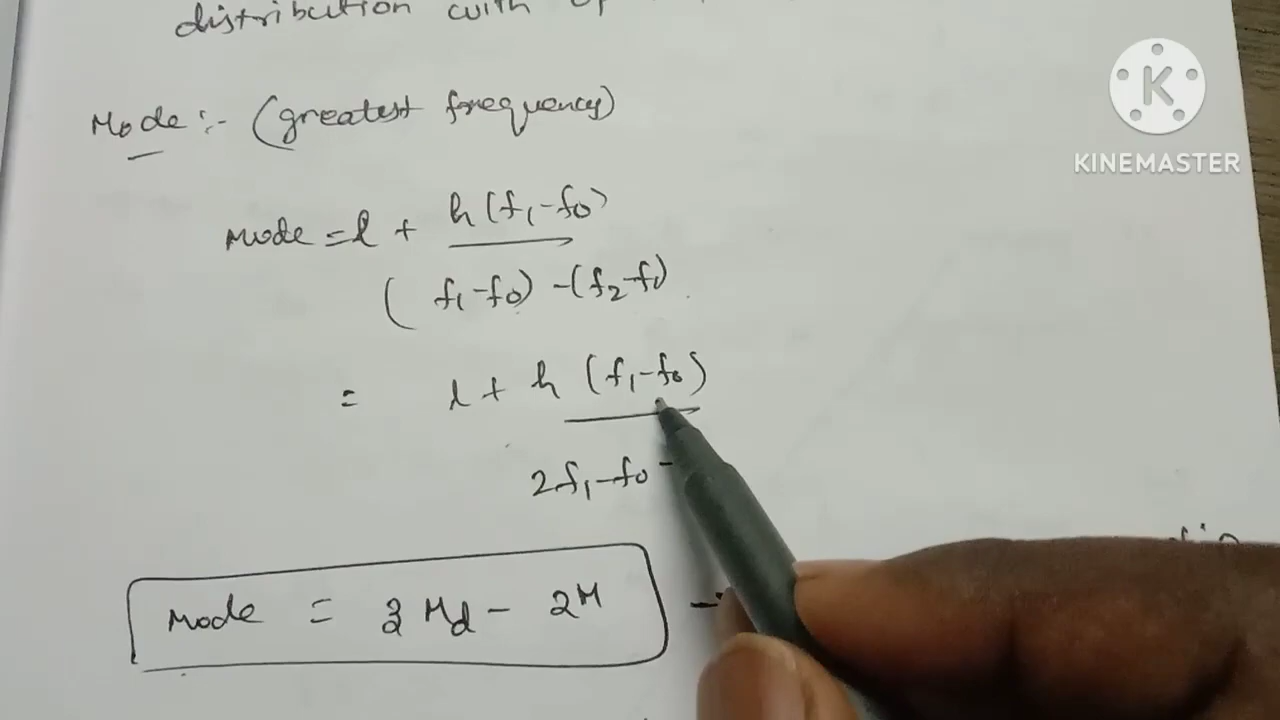 distribution with
Mode :- (greatest frequency)
K
KINEMASTER
Mode = l + h(f₁-f₀)
(f₁-f₀) -(f₂-f₁)
= l + h (f₁-f₀)
2f₁-f₀ -
Mode = 3 Md - 2M